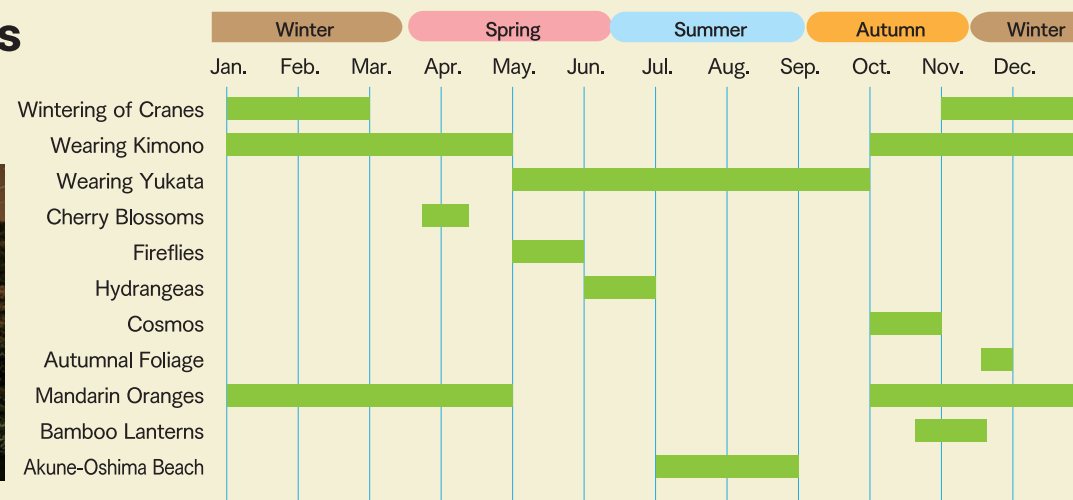 s
Winter Spring Summer Autumn Winter
Jan. Feb. Mar. Apr. May. Jun. Jul. Aug. Sep. Oct. Nov. Dec.
Wintering of Cranes
Wearing Kimono
Wearing Yukata
Cherry Blossoms
Fireflies
Hydrangeas
Cosmos
Autumnal Foliage
Mandarin Oranges
Bamboo Lanterns
Akune-Oshima Beach